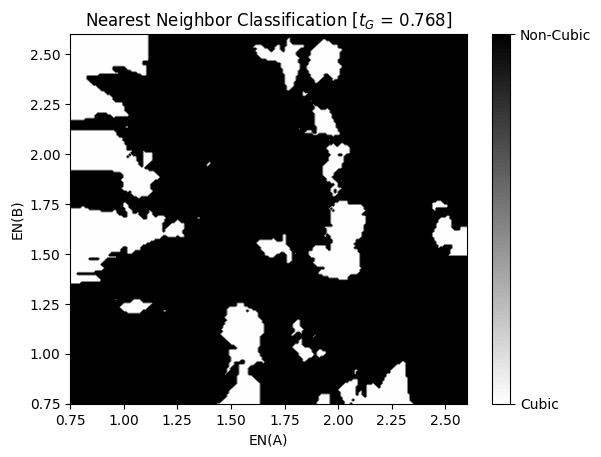 Nearest Neighbor Classification [t_G = 0.768]
Non-Cubic
2.50
2.25
2.00
1.75
1.50
1.25
1.00
0.75
EN(B)
Cubic
0.75 1.00 1.25 1.50 1.75 2.00 2.25 2.50
EN(A)